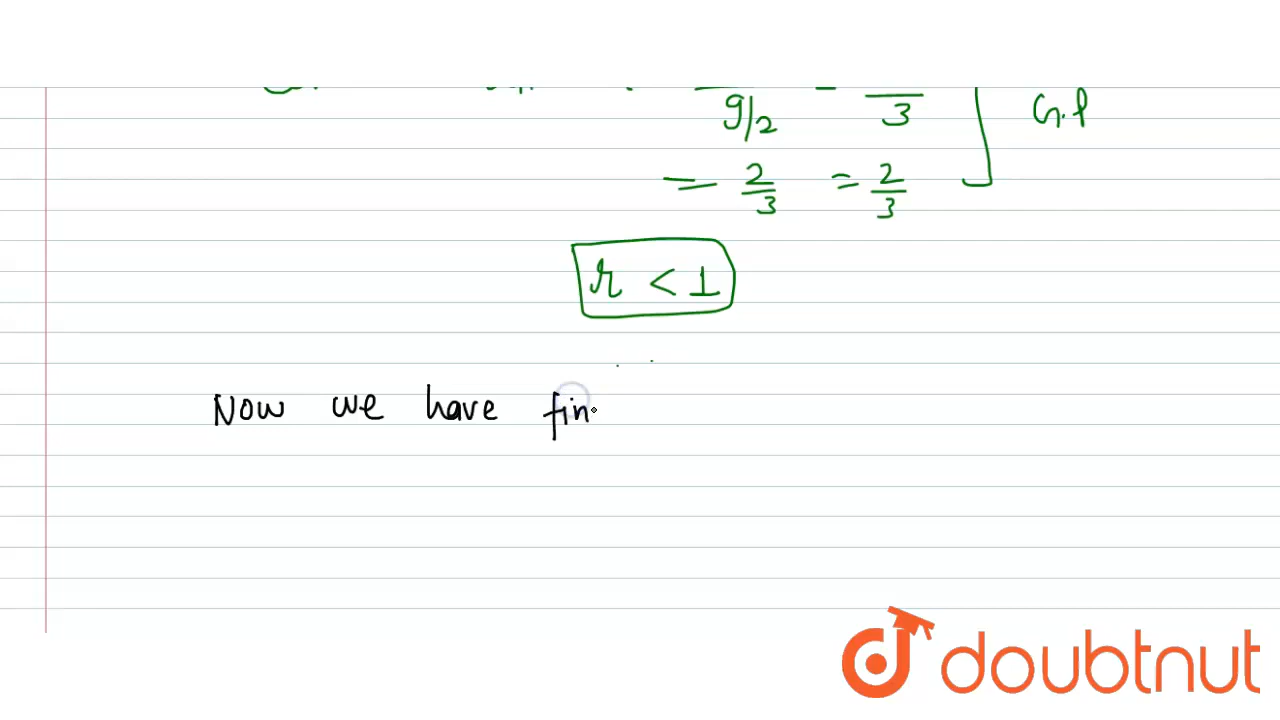 9/2 = 3 G.P
= 2/3 = 2/3
r < 1
Now we have fin
doubtnut